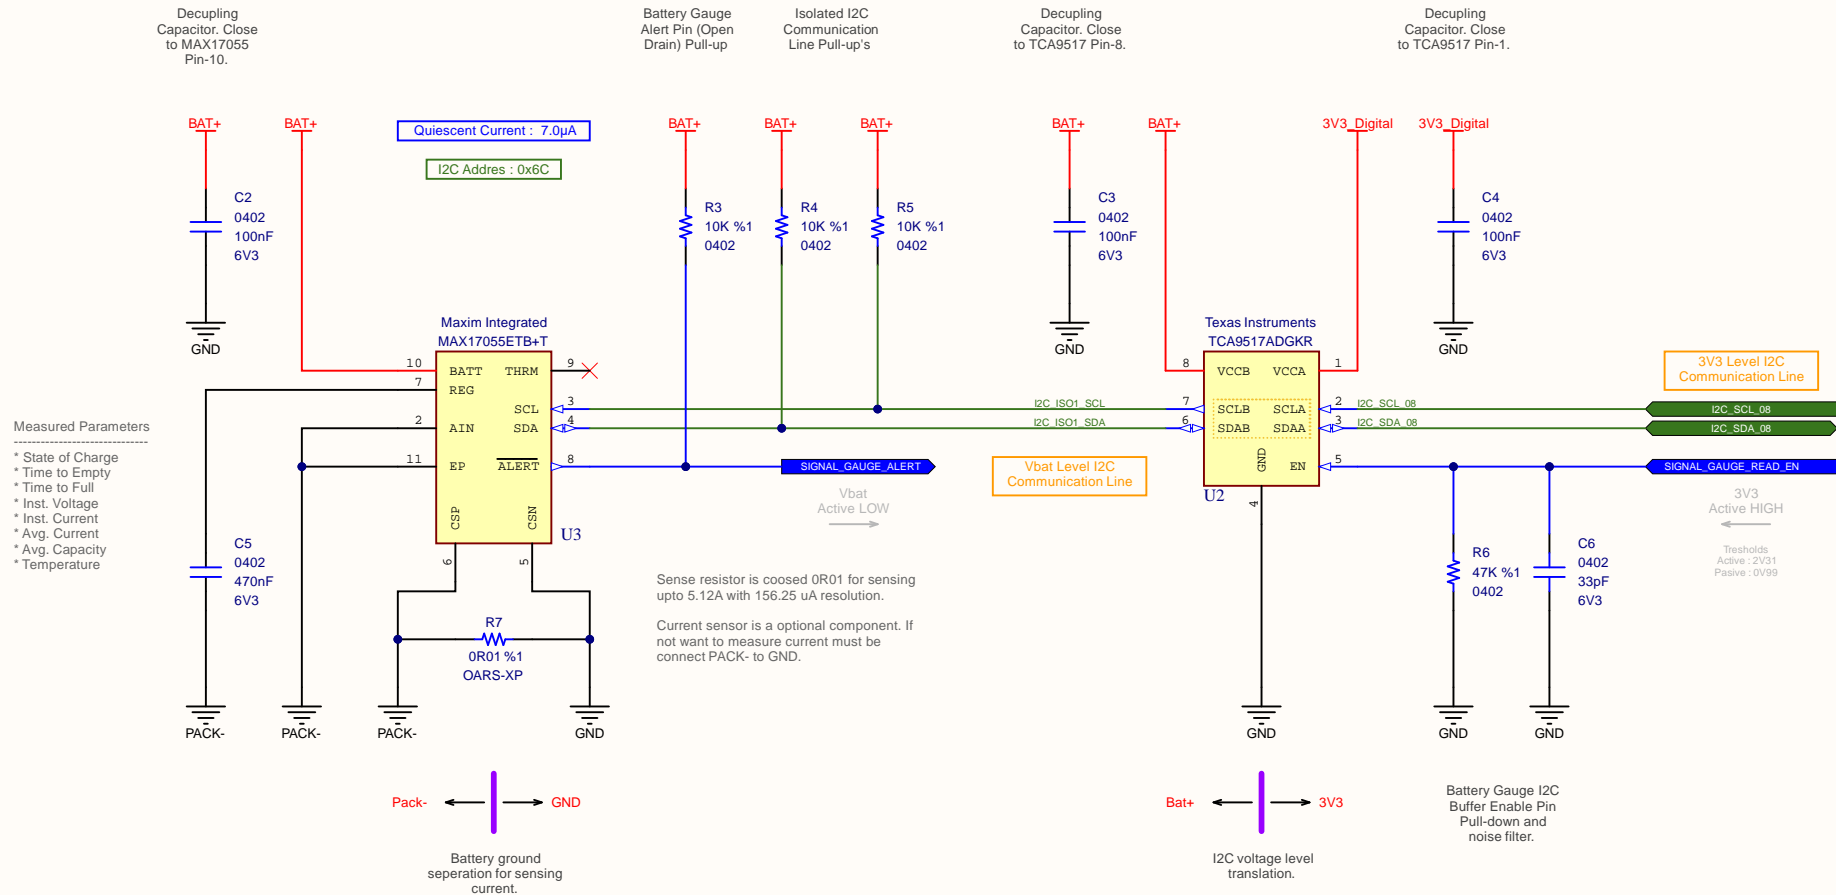 Decupling
Capacitor. Close
to MAX17055
Pin-10.
Battery Gauge
Alert Pin (Open
Drain) Pull-up
Isolated I2C
Communication
Line Pull-up's
Decupling
Capacitor. Close
to TCA9517 Pin-8.
Decupling
Capacitor. Close
to TCA9517 Pin-1.
BAT+
BAT+
Quiescent Current : 7.0µA
I2C Addres : 0x6C
BAT+
BAT+
BAT+
BAT+
BAT+
3V3_Digital
3V3_Digital
C2
0402
100nF
6V3
GND
R3
10K %1
0402
R4
10K %1
0402
R5
10K %1
0402
C3
0402
100nF
6V3
GND
C4
0402
100nF
6V3
GND
Maxim Integrated
MAX17055ETB+T
10
BATT
THRM
9
7
REG
SCL
3
2
AIN
SDA
4
11
EP
ALERT
8
CSP
CSN
6
5
U3
Texas Instruments
TCA9517ADGKR
8
VCCB
VCCA
1
7
SCLB
SCLA
2
6
SDAB
SDAA
3
GND
EN
5
4
U2
I2C_ISO1_SCL
I2C_ISO1_SDA
I2C_SCL_08
I2C_SDA_08
3V3 Level I2C
Communication Line
I2C_SCL_08
I2C_SDA_08
SIGNAL_GAUGE_ALERT
Vbat
Active LOW
Vbat Level I2C
Communication Line
SIGNAL_GAUGE_READ_EN
3V3
Active HIGH
Tresholds
Active : 2V31
Pasive : 0V99
Measured Parameters
-------------------------------
* State of Charge
* Time to Empty
* Time to Full
* Inst. Voltage
* Inst. Current
* Avg. Current
* Avg. Capacity
* Temperature
C5
0402
470nF
6V3
R7
0R01 %1
OARS-XP
Sense resistor is coosed 0R01 for sensing
upto 5.12A with 156.25 uA resolution.
Current sensor is a optional component. If
not want to measure current must be
connect PACK- to GND.
R6
47K %1
0402
C6
0402
33pF
6V3
PACK-
PACK-
PACK-
GND
GND
GND
GND
Pack-
GND
Battery ground
seperation for sensing
current.
Bat+
3V3
I2C voltage level
translation.
Battery Gauge I2C
Buffer Enable Pin
Pull-down and
noise filter.